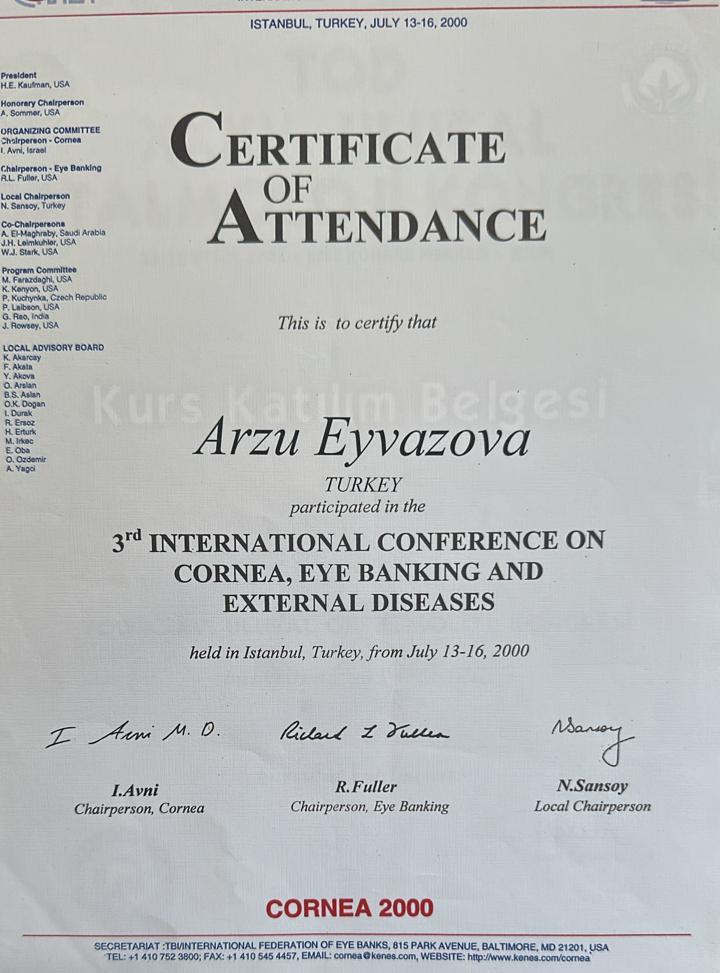 ISTANBUL, TURKEY, JULY 13-16, 2000
President
H.E. Kaufman, USA
Honorary Chairperson
A. Sommer, USA
ORGANIZING COMMITTEE
Chairperson - Cornea
I. Avni, Israel
Chairperson - Eye Banking
R.L. Fuller, USA
Local Chairperson
N. Sansoy, Turkey
Co-Chairpersons
A. El-Maghraby, Saudi Arabia
J.H. Leimkuhler, USA
W.J. Stark, USA
Program Committee
M. Farazdaghi, USA
K. Kenyon, USA
P. Kuchynka, Czech Republic
P. Laibson, USA
G. Rao, India
J. Rowsey, USA
LOCAL ADVISORY BOARD
K. Akarcay
F. Akata
Y. Akova
O. Arslan
B.S. Aslan
O.K. Dogan
I. Durak
R. Ersoz
H. Erturk
M. Irkec
E. Oba
O. Ozdemir
A. Yagci
CERTIFICATE
OF
ATTENDANCE
This is to certify that
Kurs Katılım Belgesi
Arzu Eyvazova
TURKEY
participated in the
3rd INTERNATIONAL CONFERENCE ON
CORNEA, EYE BANKING AND
EXTERNAL DISEASES
held in Istanbul, Turkey, from July 13-16, 2000
I Avni M.D. Richard L Fuller NSansoy
I.Avni R.Fuller N.Sansoy
Chairperson, Cornea Chairperson, Eye Banking Local Chairperson
CORNEA 2000
SECRETARIAT :TBI/INTERNATIONAL FEDERATION OF EYE BANKS, 815 PARK AVENUE, BALTIMORE, MD 21201, USA
TEL: +1 410 752 3800; FAX: +1 410 545 4457, EMAIL: cornea@kenes.com, WEBSITE: http://www.kenes.com/cornea